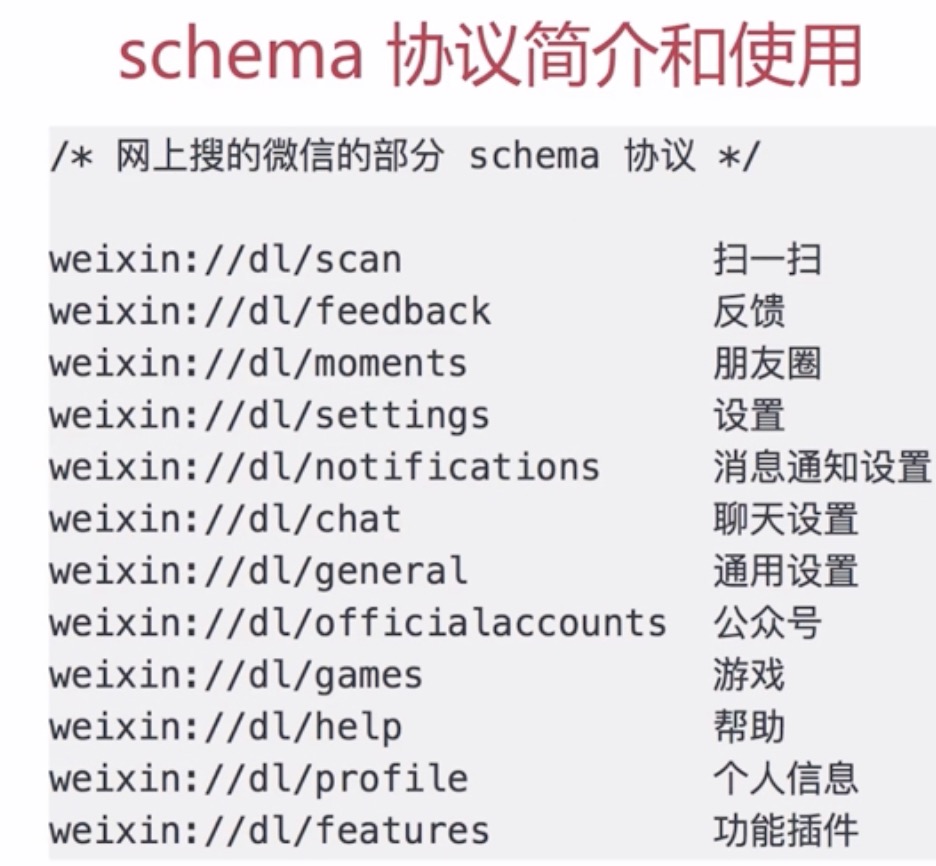 schema 协议简介和使用
/* 网上搜的微信的部分 schema 协议 */
weixin://dl/scan 扫一扫
weixin://dl/feedback 反馈
weixin://dl/moments 朋友圈
weixin://dl/settings 设置
weixin://dl/notifications 消息通知设置
weixin://dl/chat 聊天设置
weixin://dl/general 通用设置
weixin://dl/officialaccounts 公众号
weixin://dl/games 游戏
weixin://dl/help 帮助
weixin://dl/profile 个人信息
weixin://dl/features 功能插件